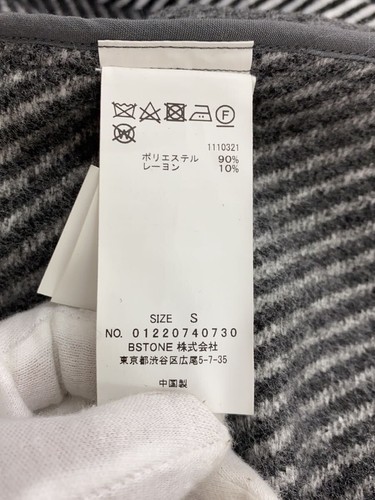 F
W
1110321
ポリエステル 90%
レーヨン 10%
SIZE S
NO. 01220740730
BSTONE 株式会社
東京都渋谷区広尾5-7-35
中国製